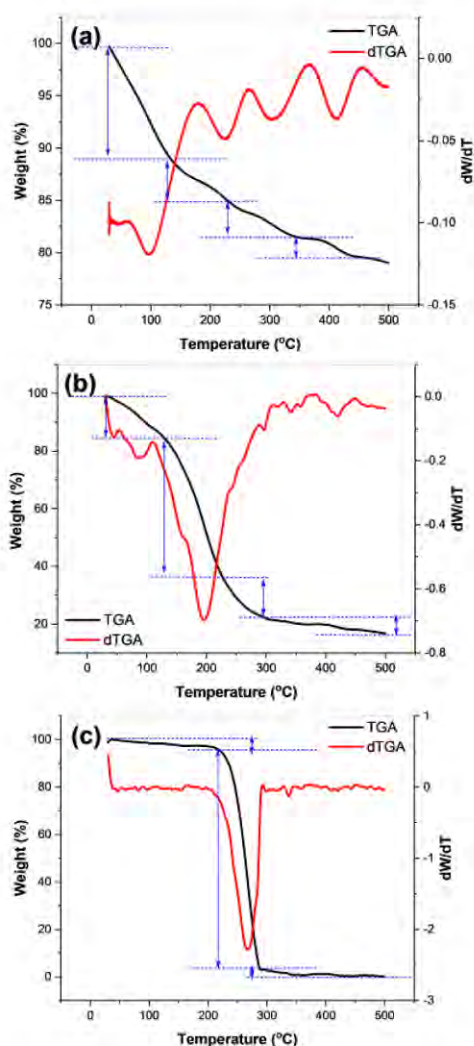 (a)
TGA
dTGA
Weight (%)
100
95
90
85
80
75
0.00
-0.05
-0.10
-0.15
dW/dT
0 100 200 300 400 500
Temperature (°C)
(b)
TGA
dTGA
Weight (%)
100
80
60
40
20
0.0
-0.2
-0.4
-0.6
-0.8
dW/dT
0 100 200 300 400 500
Temperature (°C)
(c)
TGA
dTGA
Weight (%)
100
80
60
40
20
0
1
0
-1
-2
-3
dW/dT
0 100 200 300 400 500
Temperature (°C)